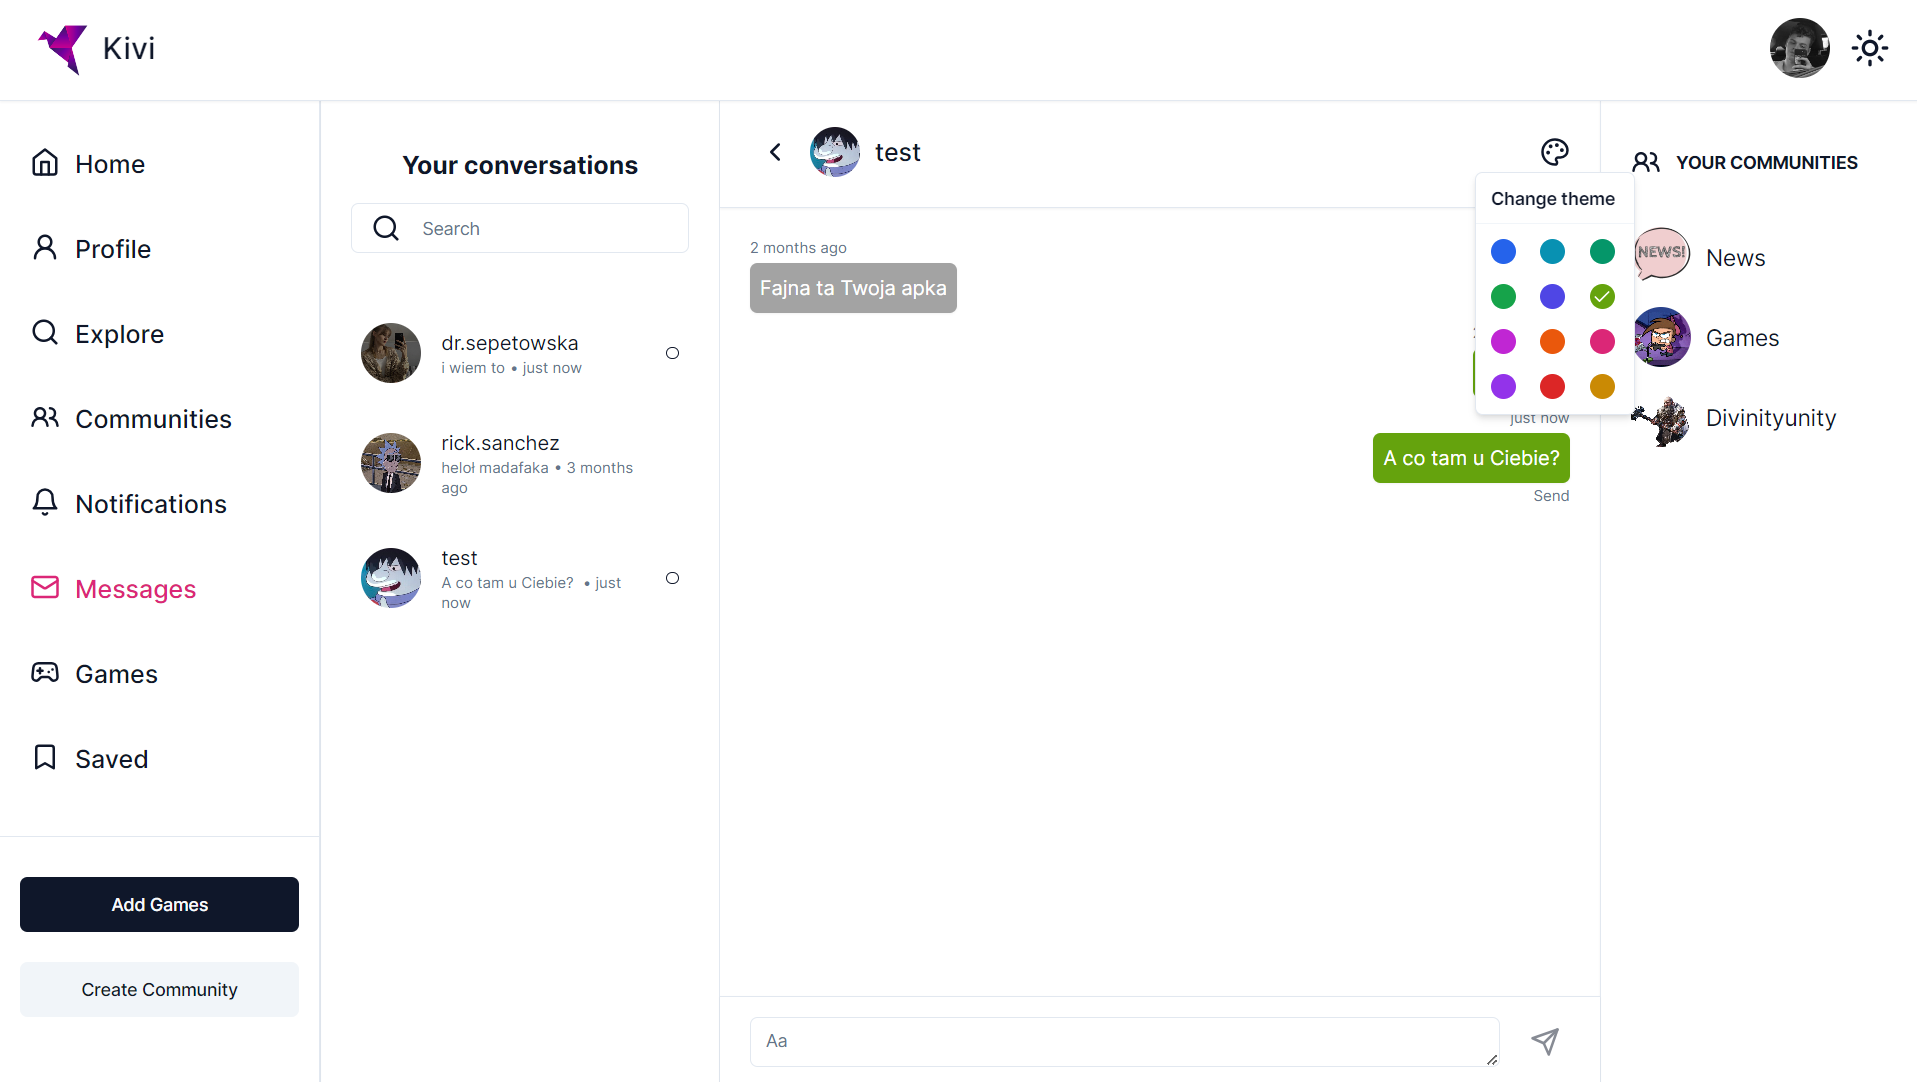 Kivi
Home
Profile
Explore
Communities
Notifications
Messages
Games
Saved
Add Games
Create Community
Your conversations
Search
dr.sepetowska
i wiem to • just now
rick.sanchez
heloł madafaka • 3 months
ago
test
A co tam u Ciebie? • just
now
test
2 months ago
Fajna ta Twoja apka
just now
A co tam u Ciebie?
Send
Aa
Change theme
YOUR COMMUNITIES
NEWS!
News
Games
Divinityunity